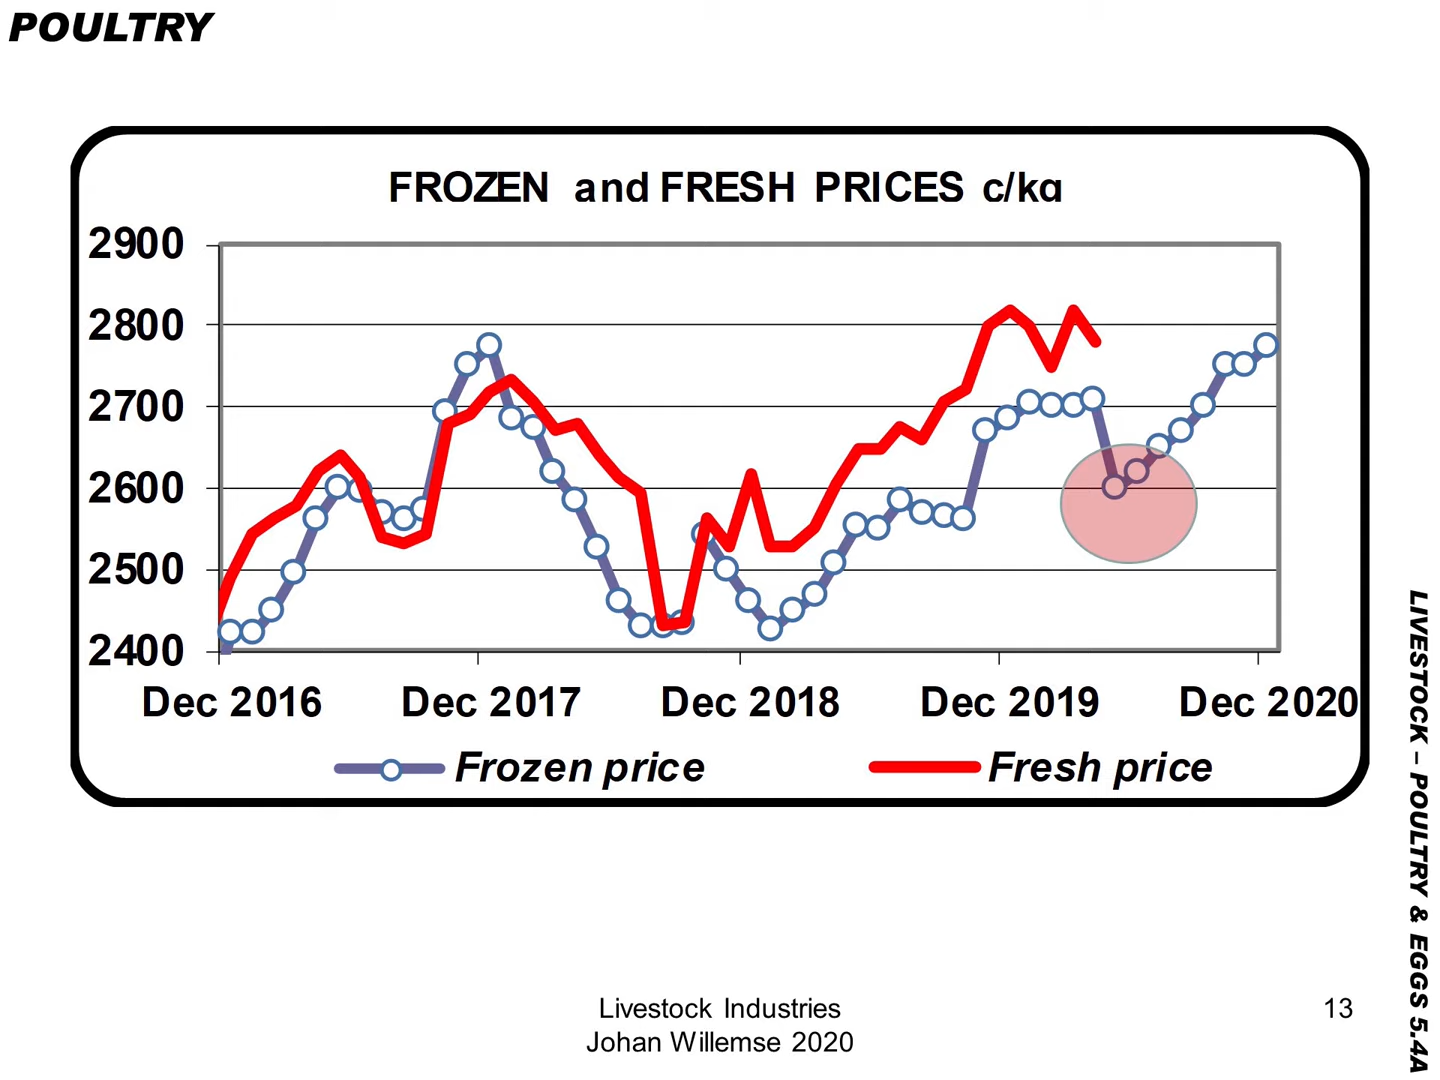 POULTRY
FROZEN and FRESH PRICES c/kg
2900
2800
2700
2600
2500
2400
Dec 2016 Dec 2017 Dec 2018 Dec 2019 Dec 2020
Frozen price Fresh price
LIVESTOCK – POULTRY & EGGS 5.4A
Livestock Industries
Johan Willemse 2020
13